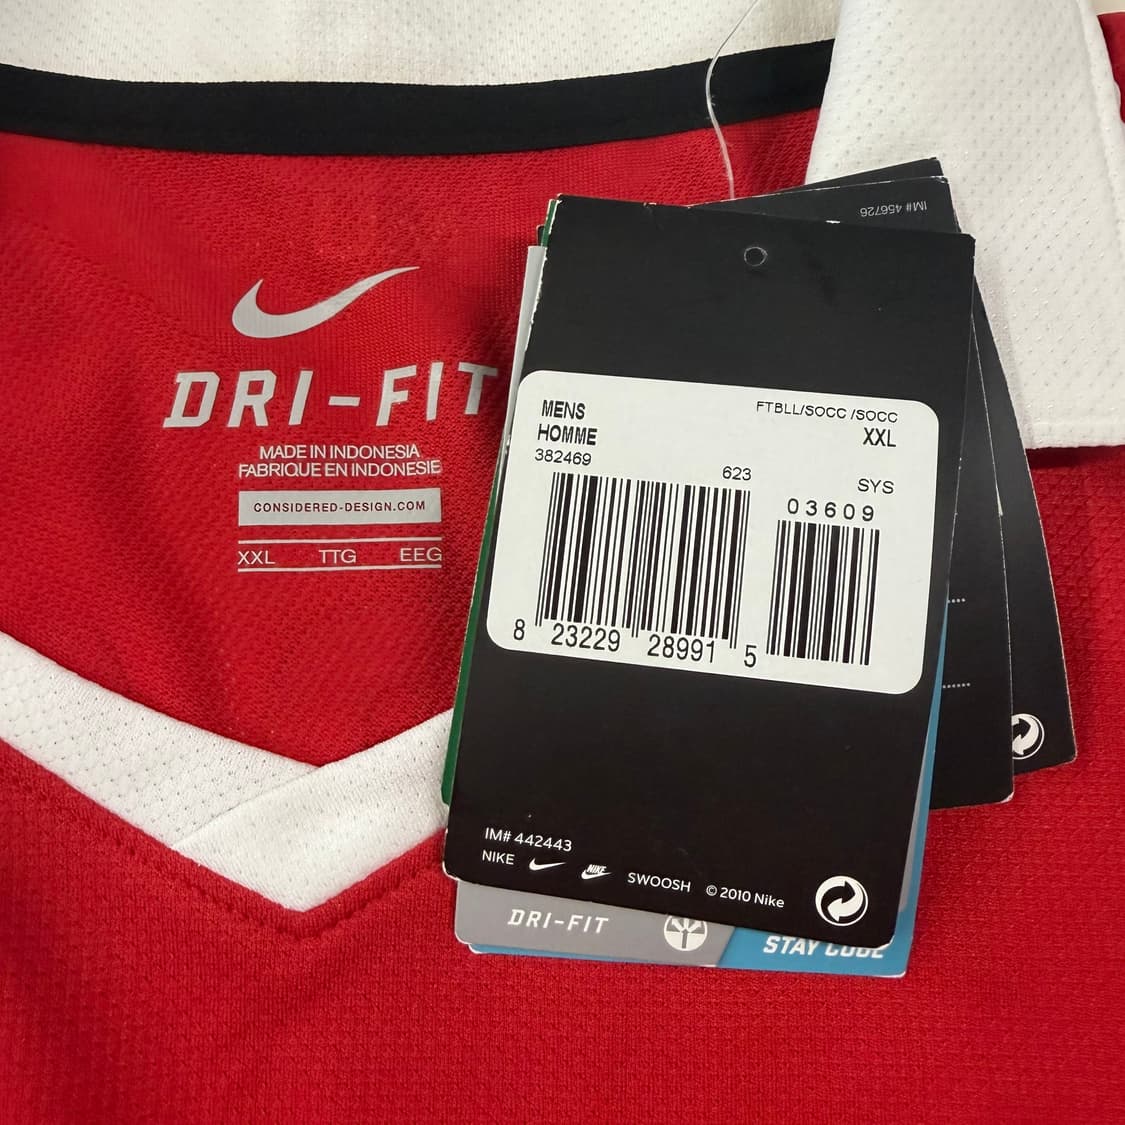 DRI-FIT
MADE IN INDONESIA
FABRIQUE EN INDONESIE
CONSIDERED-DESIGN.COM
XXL TTG EEG
IM# 456726
MENS FTBLL/SOCC /SOCC
HOMME XXL
382469 623 SYS
03609
8 23229 28991 5
IM# 442443
NIKE NIKE SWOOSH © 2010 Nike
DRI-FIT STAY COOL